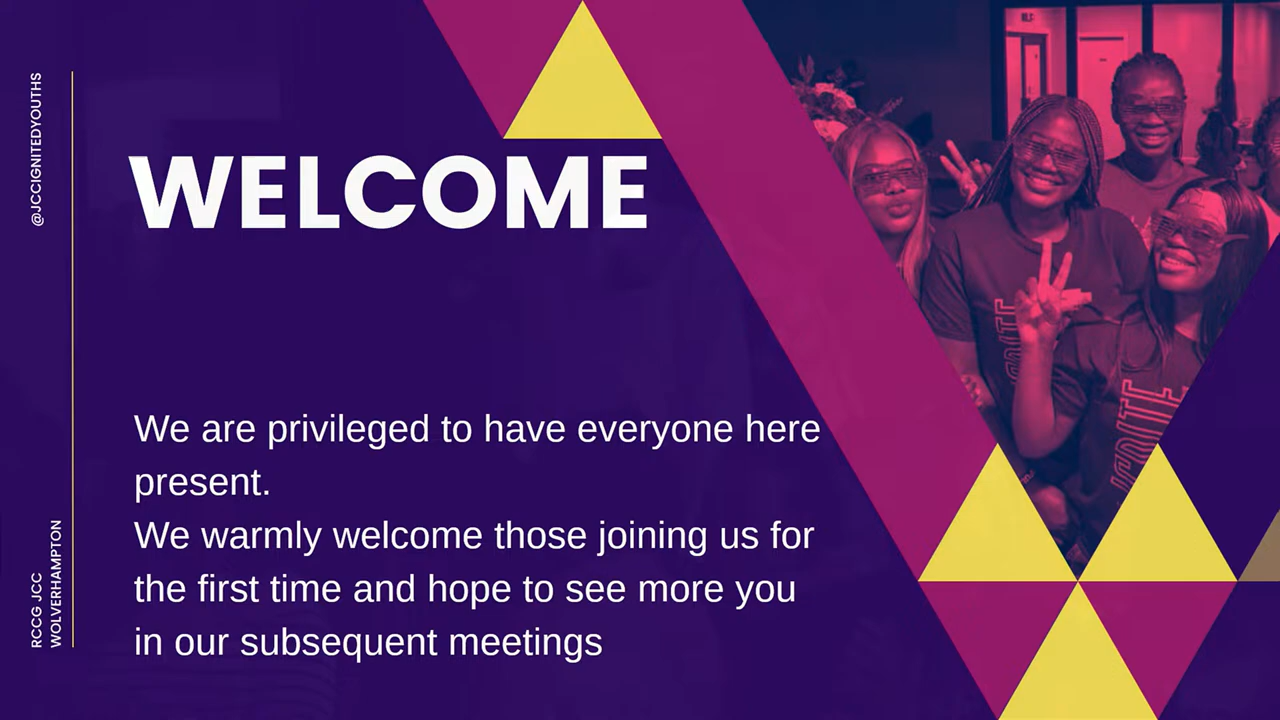 @JCCIGNITEDYOUTHS
RCCG JCC
WOLVERHAMPTON
WELCOME
We are privileged to have everyone here
present.
We warmly welcome those joining us for
the first time and hope to see more you
in our subsequent meetings
IGNITE